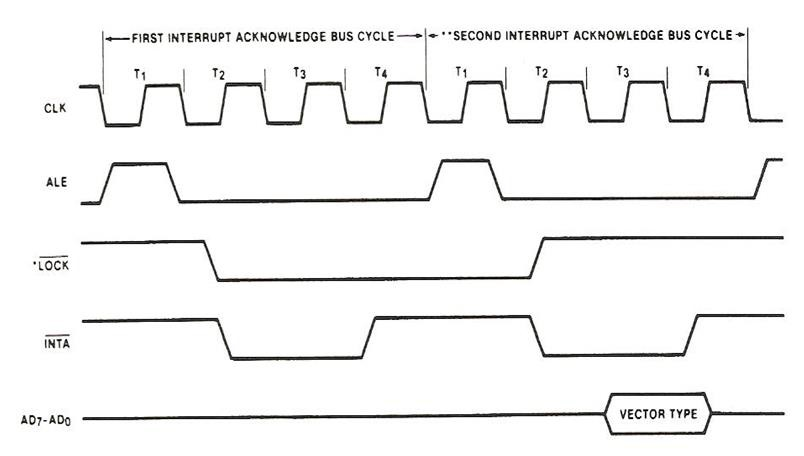 FIRST INTERRUPT ACKNOWLEDGE BUS CYCLE **SECOND INTERRUPT ACKNOWLEDGE BUS CYCLE
T1 T2 T3 T4 T1 T2 T3 T4
CLK
ALE
*LOCK
INTA
AD7-AD0 VECTOR TYPE